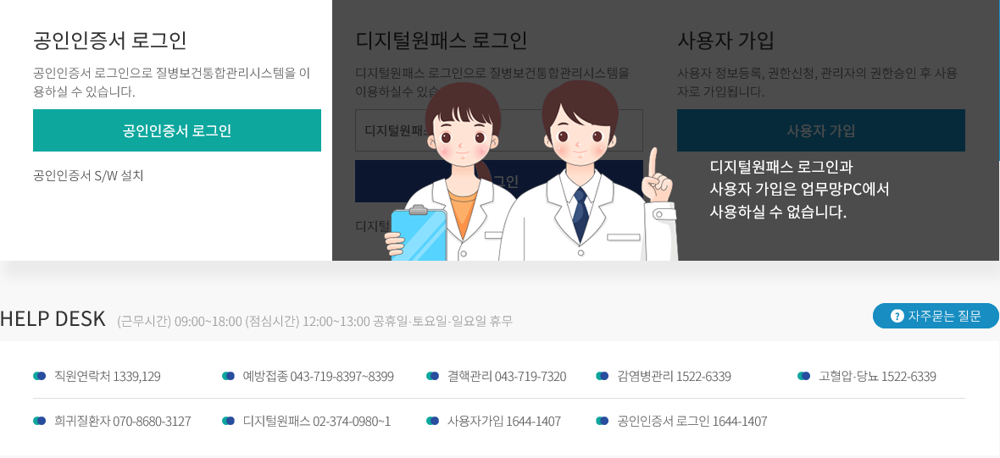 공인인증서 로그인
공인인증서 로그인으로 질병보건통합관리시스템을 이
용하실 수 있습니다.
공인인증서 로그인
공인인증서 S/W 설치
디지털원패스 로그인
디지털원패스 로그인으로 질병보건통합관리시스템을
이용하실수 있습
디지털원패스
그인
디지털
사용자 가입
사용자 정보등록, 권한신청, 관리자의 권한승인 후 사용
자로 가입됩니다.
사용자 가입
디지털원패스 로그인과
사용자 가입은 업무망PC에서
사용하실 수 없습니다.
HELP DESK (근무시간) 09:00~18:00 (점심시간) 12:00~13:00 공휴일·토요일·일요일 휴무
? 자주묻는 질문
직원연락처 1339,129 예방접종 043-719-8397~8399 결핵관리 043-719-7320 감염병관리 1522-6339 고혈압·당뇨 1522-6339
희귀질환자 070-8680-3127 디지털원패스 02-374-0980~1 사용자가입 1644-1407 공인인증서 로그인 1644-1407